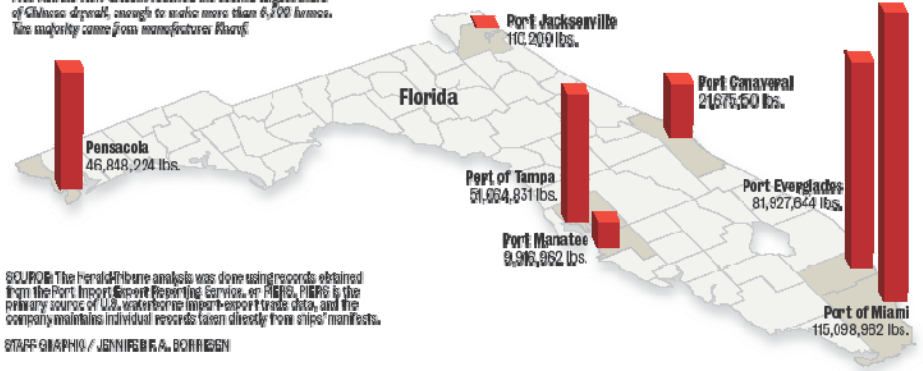 of Chinese drywall, enough to make more than 6,500 homes.
The majority came from manufacturer Knauf.
Port Jacksonville
110,200 lbs.
Florida
Port Canaveral
21,675,150 lbs.
Pensacola
46,848,224 lbs.
Port of Tampa
51,064,831 lbs.
Port Everglades
81,927,644 lbs.
Port Manatee
9,916,962 lbs.
Port of Miami
115,098,982 lbs.
SOURCE: The Herald-Tribune analysis was done using records obtained
from the Port Import Export Reporting Service, or PIERS. PIERS is the
primary source of U.S. waterborne import-export trade data, and the
company maintains individual records taken directly from ships' manifests.
STAFF GRAPHIC / JENNIFER F. A. BORRESEN